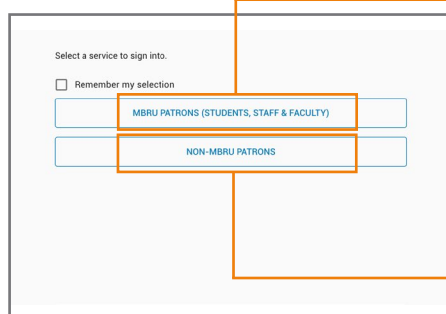 Select a service to sign into.
Remember my selection
MBRU PATRONS (STUDENTS, STAFF & FACULTY)
NON-MBRU PATRONS